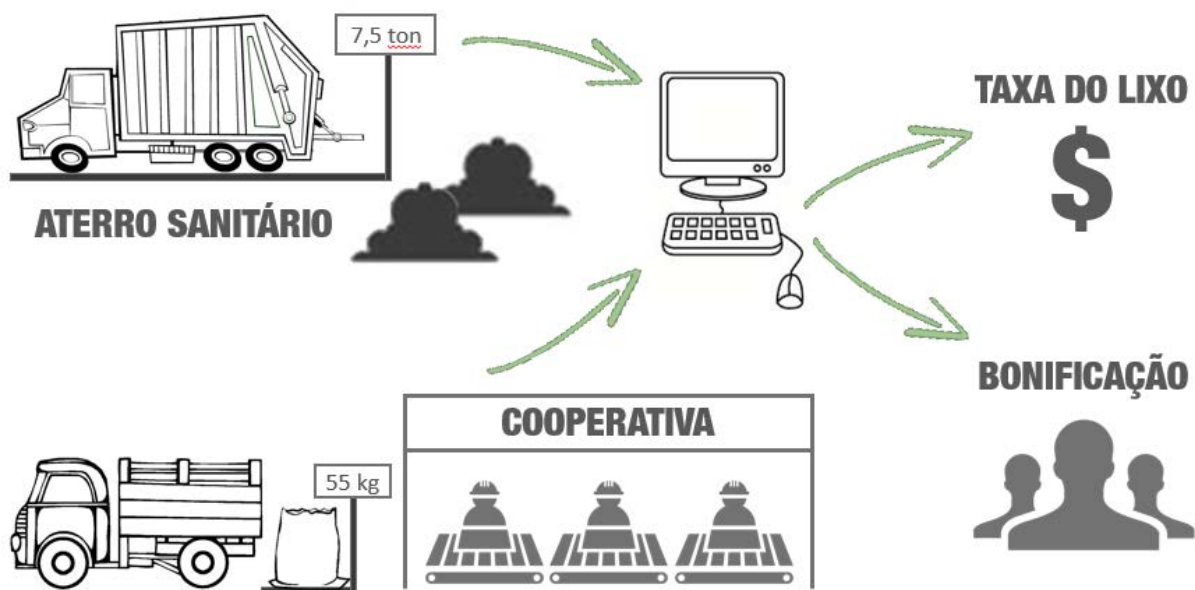 7,5 ton
ATERRO SANITÁRIO
TAXA DO LIXO
$
BONIFICAÇÃO
COOPERATIVA
55 kg